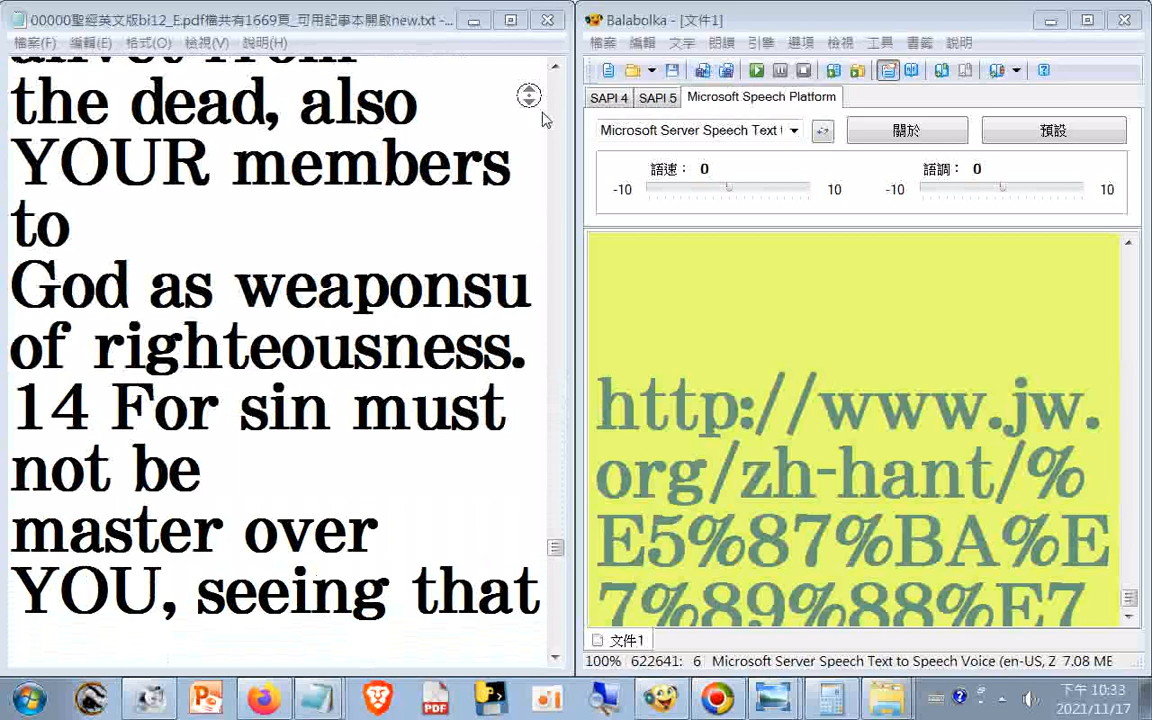 00000聖經英文版bi12_E.pdf檔共有1669頁_可用記事本開啟new.txt -...
檔案(F) 編輯(E) 格式(O) 檢視(V) 說明(H)
alivet from
the dead, also
YOUR members
to
God as weaponsu
of righteousness.
14 For sin must
not be
master over
YOU, seeing that
Balabolka - [文件1]
檔案 編輯 文字 朗讀 引擎 選項 檢視 工具 書籤 說明
SAPI 4 SAPI 5 Microsoft Speech Platform
Microsoft Server Speech Text 關於 預設
語速： 0 語調： 0
-10 10 -10 10
http://www.jw.
org/zh-hant/%
E5%87%BA%E
7%89%88%E7
文件1
100% 622641: 6 Microsoft Server Speech Text to Speech Voice (en-US, Z 7.08 ME
下午 10:33
2021/11/17